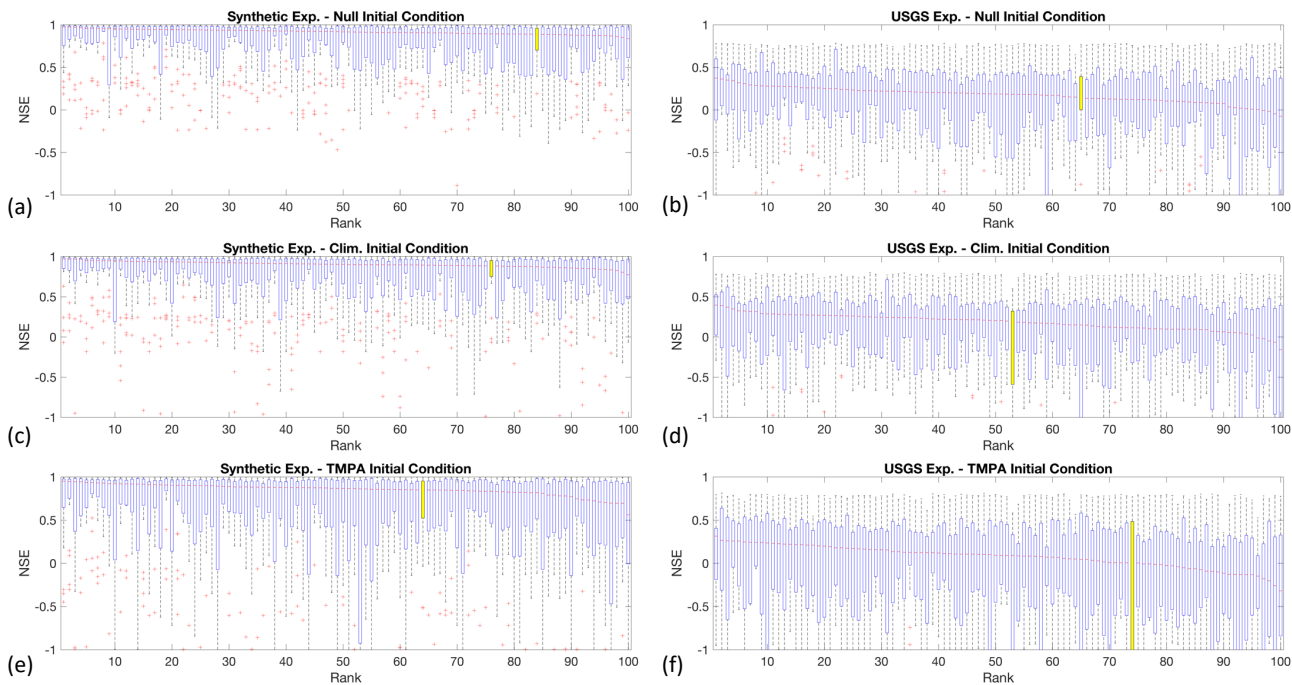 Synthetic Exp. - Null Initial Condition
1
0.5
0
-0.5
-1
NSE
10 20 30 40 50 60 70 80 90 100
Rank
(a)
USGS Exp. - Null Initial Condition
1
0.5
0
-0.5
-1
NSE
10 20 30 40 50 60 70 80 90 100
Rank
(b)
Synthetic Exp. - Clim. Initial Condition
1
0.5
0
-0.5
-1
NSE
10 20 30 40 50 60 70 80 90 100
Rank
(c)
USGS Exp. - Clim. Initial Condition
1
0.5
0
-0.5
-1
NSE
10 20 30 40 50 60 70 80 90 100
Rank
(d)
Synthetic Exp. - TMPA Initial Condition
1
0.5
0
-0.5
-1
NSE
10 20 30 40 50 60 70 80 90 100
Rank
(e)
USGS Exp. - TMPA Initial Condition
1
0.5
0
-0.5
-1
NSE
10 20 30 40 50 60 70 80 90 100
Rank
(f)